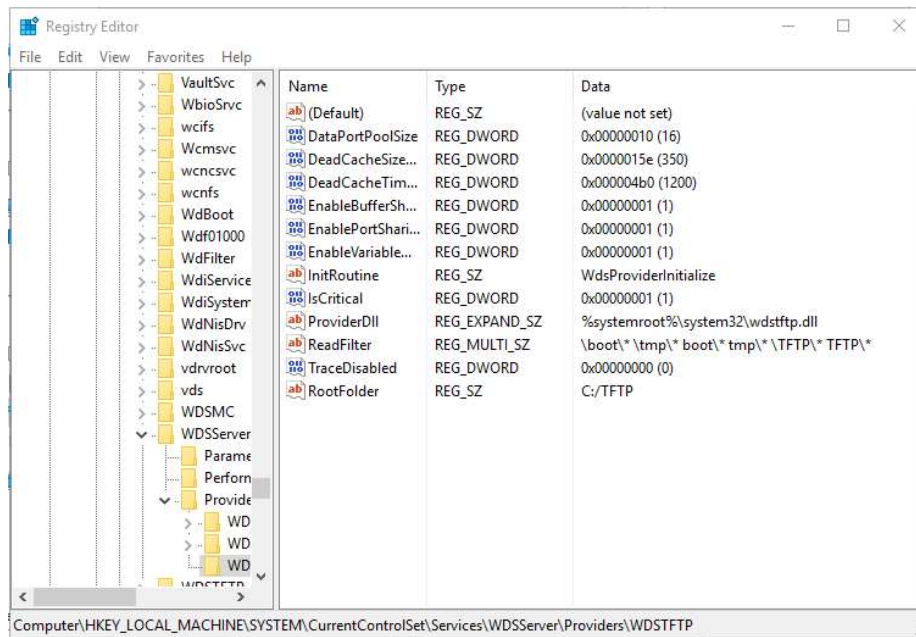 Registry Editor
File Edit View Favorites Help
VaultSvc
WbioSrvc
wcifs
Wcmsvc
wcncsvc
wcnfs
WdBoot
Wdf01000
WdFilter
WdiService
WdiSystem
WdNisDrv
WdNisSvc
vdrvroot
vds
WDSMC
WDSServer
Parame
Perforn
Provide
WD
WD
WD
WDSTFTP
Name Type Data
(Default) REG_SZ (value not set)
DataPortPoolSize REG_DWORD 0x00000010 (16)
DeadCacheSize... REG_DWORD 0x0000015e (350)
DeadCacheTim... REG_DWORD 0x000004b0 (1200)
EnableBufferSh... REG_DWORD 0x00000001 (1)
EnablePortShari... REG_DWORD 0x00000001 (1)
EnableVariable... REG_DWORD 0x00000001 (1)
InitRoutine REG_SZ WdsProviderInitialize
IsCritical REG_DWORD 0x00000001 (1)
ProviderDll REG_EXPAND_SZ %systemroot%\system32\wdstftp.dll
ReadFilter REG_MULTI_SZ \boot\* \tmp\* boot\* tmp\* \TFTP\* TFTP\*
TraceDisabled REG_DWORD 0x00000000 (0)
RootFolder REG_SZ C:/TFTP
Computer\HKEY_LOCAL_MACHINE\SYSTEM\CurrentControlSet\Services\WDSServer\Providers\WDSTFTP